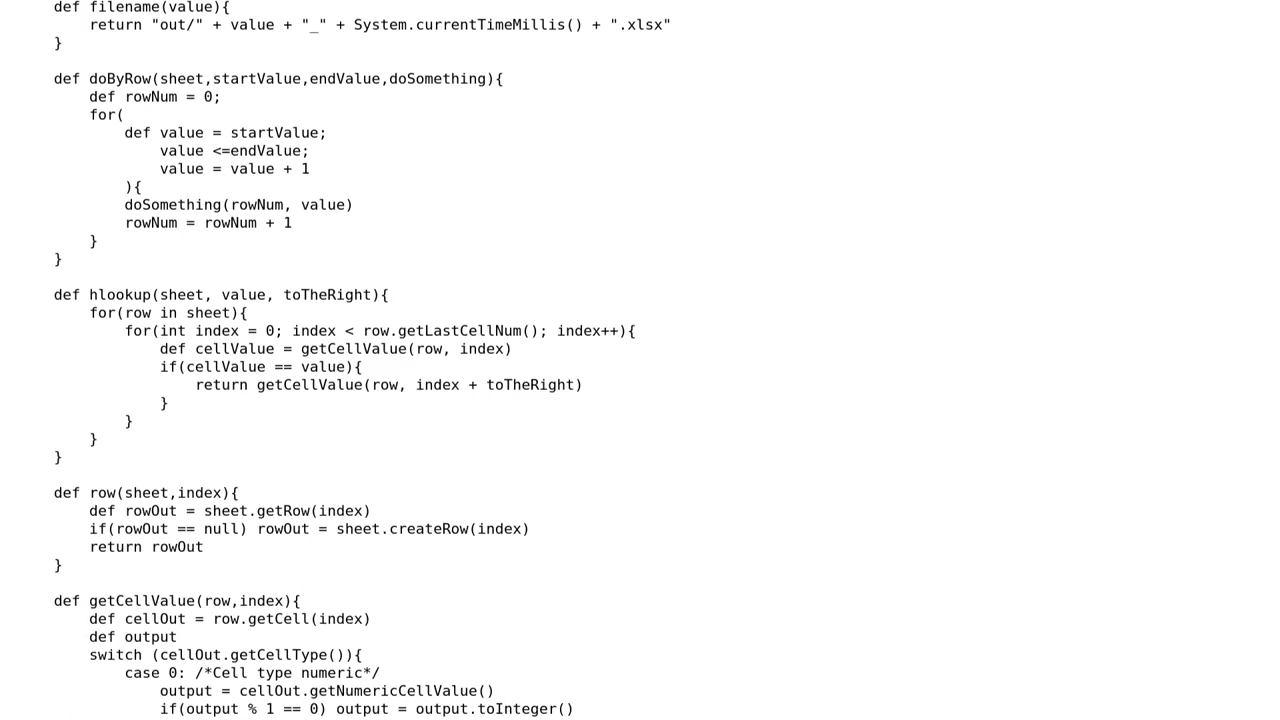 def filename(value){
    return "out/" + value + "_" + System.currentTimeMillis() + ".xlsx"
}

def doByRow(sheet,startValue,endValue,doSomething){
    def rowNum = 0;
    for(
        def value = startValue;
            value <=endValue;
            value = value + 1
        ){
        doSomething(rowNum, value)
        rowNum = rowNum + 1
    }
}

def hlookup(sheet, value, toTheRight){
    for(row in sheet){
        for(int index = 0; index < row.getLastCellNum(); index++){
            def cellValue = getCellValue(row, index)
            if(cellValue == value){
                return getCellValue(row, index + toTheRight)
            }
        }
    }
}

def row(sheet,index){
    def rowOut = sheet.getRow(index)
    if(rowOut == null) rowOut = sheet.createRow(index)
    return rowOut
}

def getCellValue(row,index){
    def cellOut = row.getCell(index)
    def output
    switch (cellOut.getCellType()){
        case 0: /*Cell type numeric*/
            output = cellOut.getNumericCellValue()
            if(output % 1 == 0) output = output.toInteger()